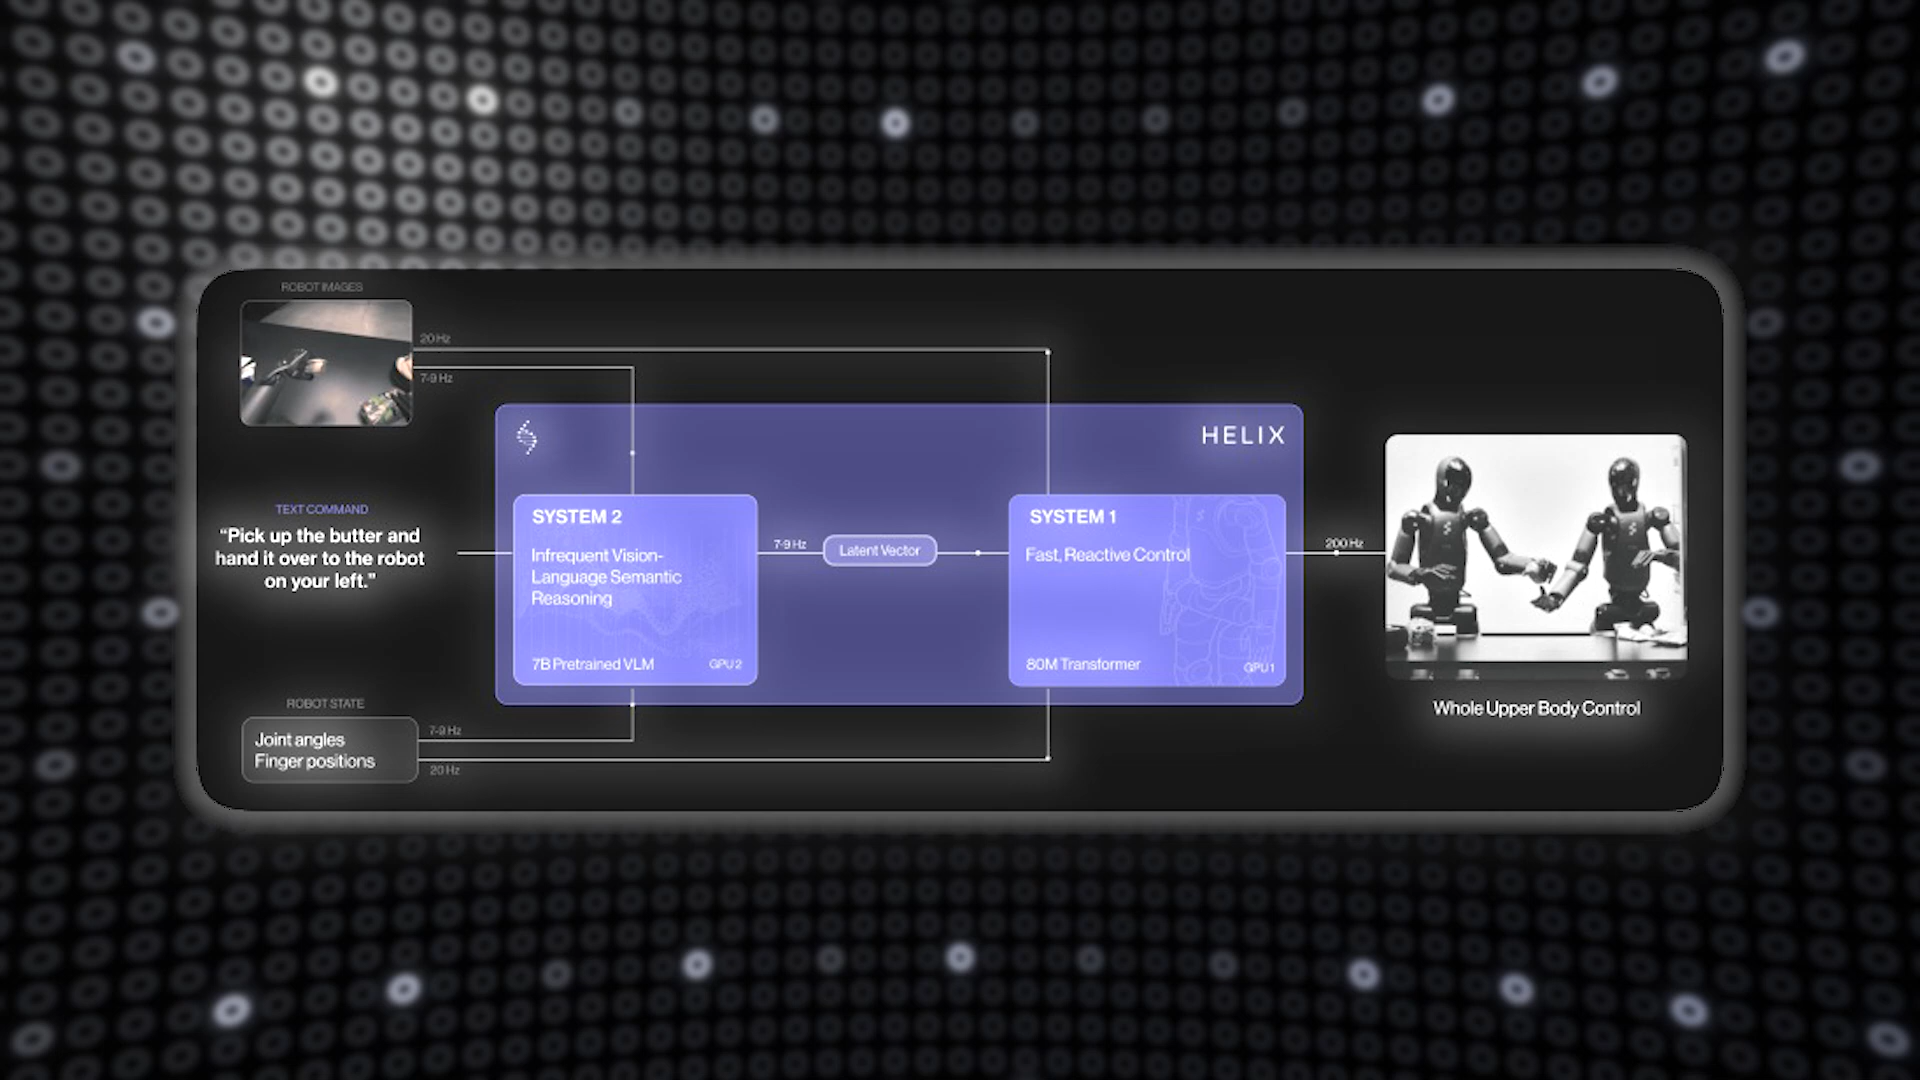 ROBOT IMAGES
20 Hz
7-9 Hz
HELIX
TEXT COMMAND
“Pick up the butter and
hand it over to the robot
on your left.”
SYSTEM 2
Infrequent Vision-
Language Semantic
Reasoning
7B Pretrained VLM
GPU 2
7-9 Hz
Latent Vector
SYSTEM 1
Fast, Reactive Control
80M Transformer
GPU 1
200 Hz
Whole Upper Body Control
ROBOT STATE
Joint angles
Finger positions
7-9 Hz
20 Hz